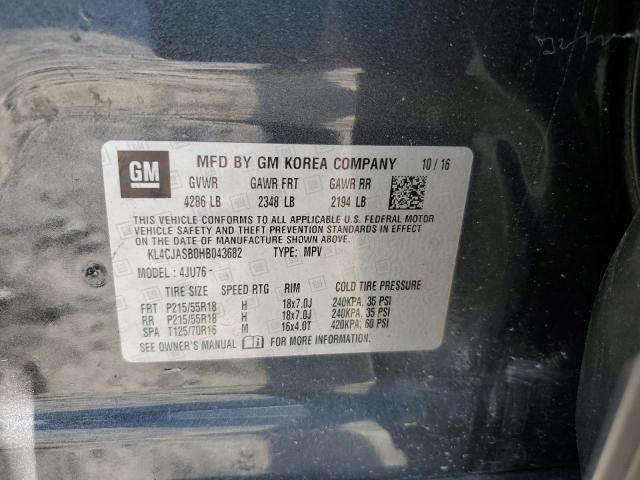 GM
MFD BY GM KOREA COMPANY 10/16
GVWR GAWR FRT GAWR RR
4286 LB 2348 LB 2194 LB
THIS VEHICLE CONFORMS TO ALL APPLICABLE U.S. FEDERAL MOTOR
VEHICLE SAFETY AND THEFT PREVENTION STANDARDS IN EFFECT
ON THE DATE OF MANUFACTURE SHOWN ABOVE.
KL4CJASB0HB043682 TYPE: MPV
MODEL: 4JU76 -
TIRE SIZE SPEED RTG RIM COLD TIRE PRESSURE
FRT P215/55R18 H 18x7.0J 240KPA, 35 PSI
RR P215/55R18 H 18x7.0J 240KPA, 35 PSI
SPA T125/70R16 M 16x4.0T 420KPA, 60 PSI
SEE OWNER'S MANUAL FOR MORE INFORMATION.